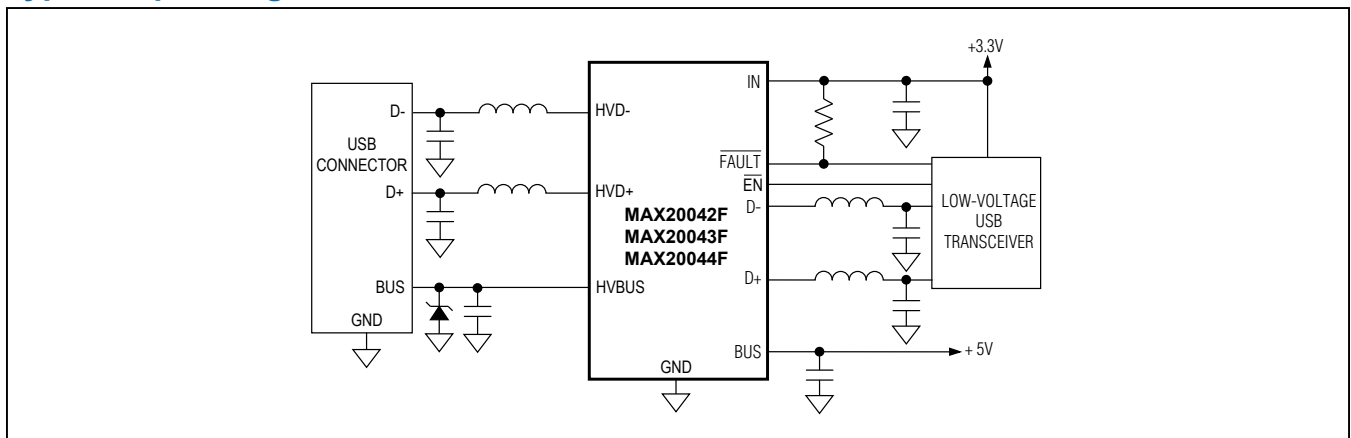 +3.3V
IN
D-
HVD-
USB
CONNECTOR
FAULT
EN
D+
HVD+
D-
LOW-VOLTAGE
USB
TRANSCEIVER
MAX20042F
MAX20043F
MAX20044F
D+
BUS
HVBUS
GND
BUS
+ 5V
GND